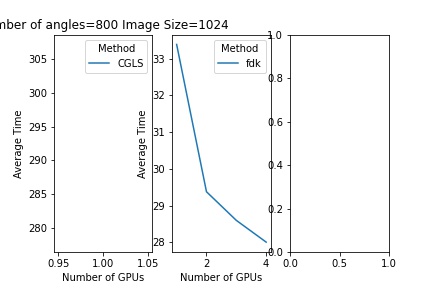 mber of angles=800 Image Size=1024
Method
CGLS
305
300
295
290
285
280
Average Time
0.95
1.00
1.05
Number of GPUs
Method
fdk
33
32
31
30
29
28
Average Time
2
4
Number of GPUs
1.0
0.8
0.6
0.4
0.2
0.0
0.0
0.5
1.0